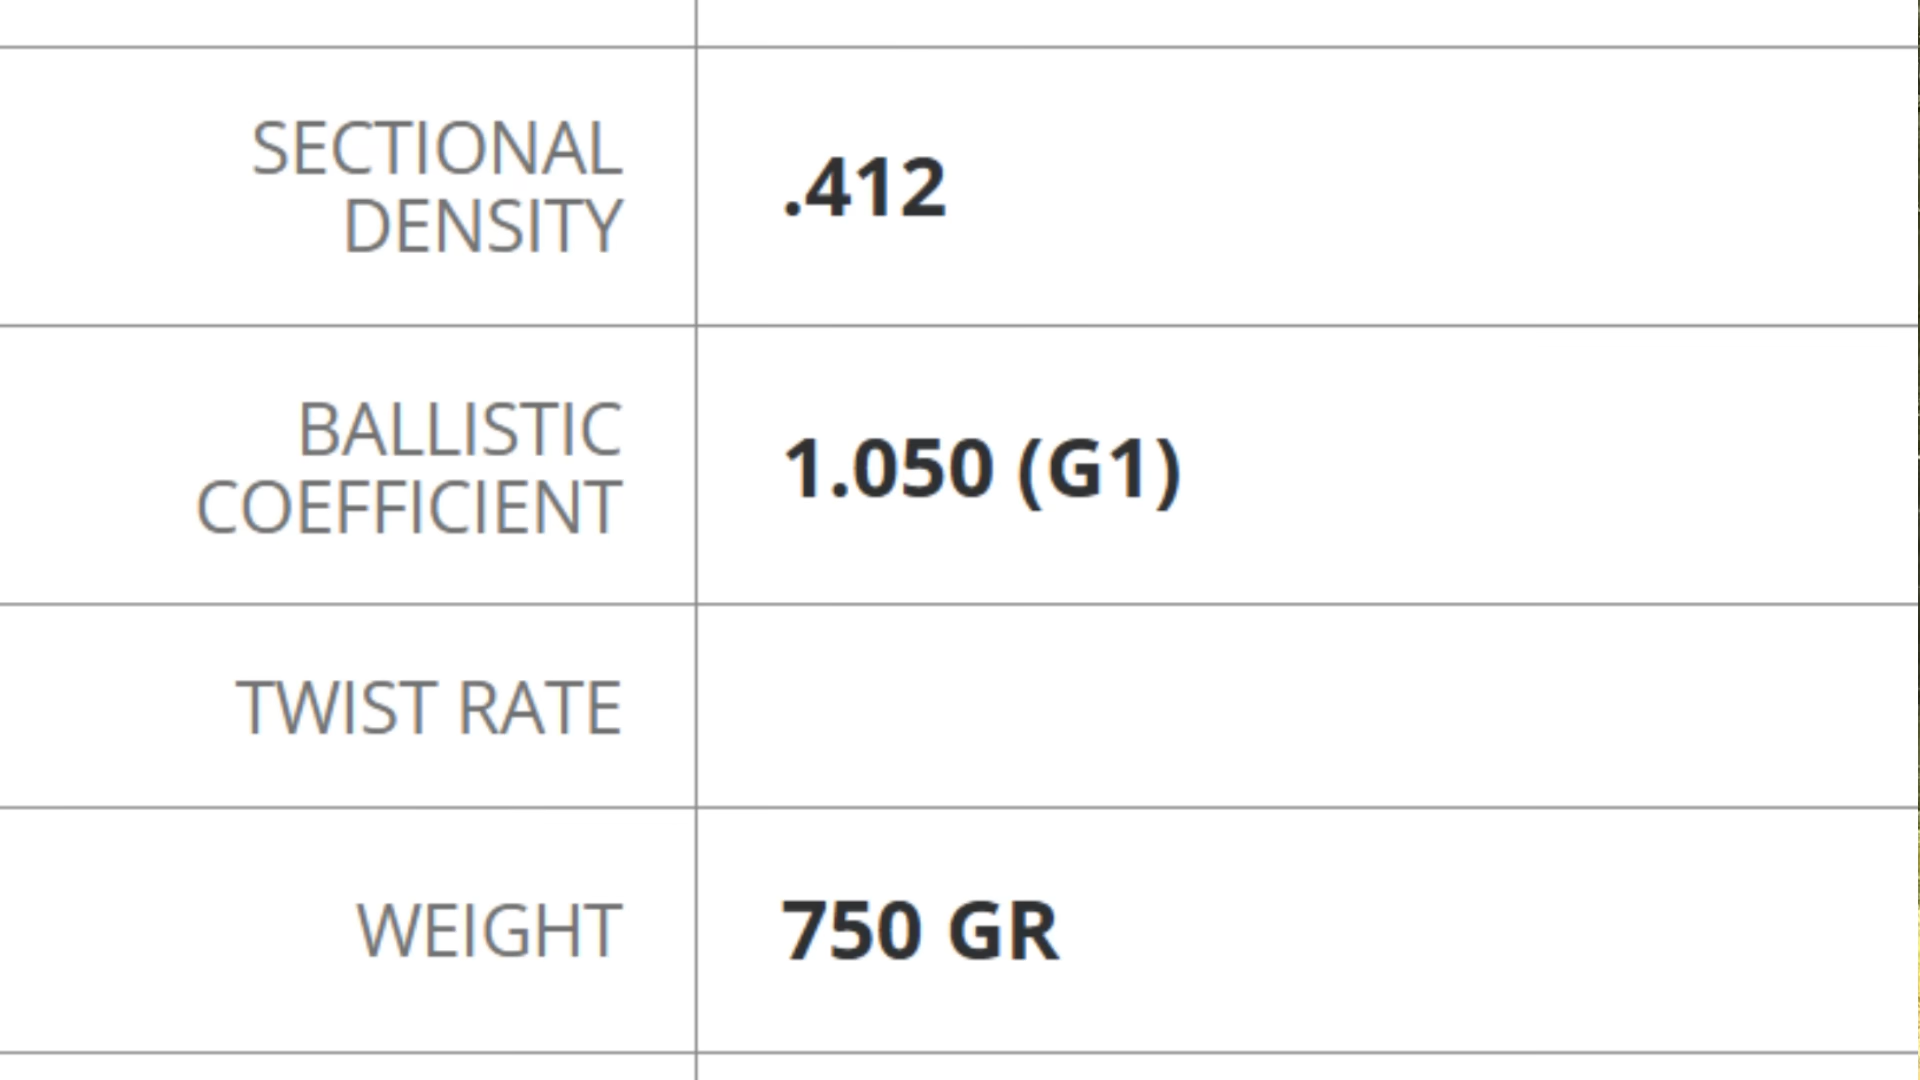 SECTIONAL
DENSITY
.412
BALLISTIC
COEFFICIENT
1.050 (G1)
TWIST RATE
WEIGHT
750 GR